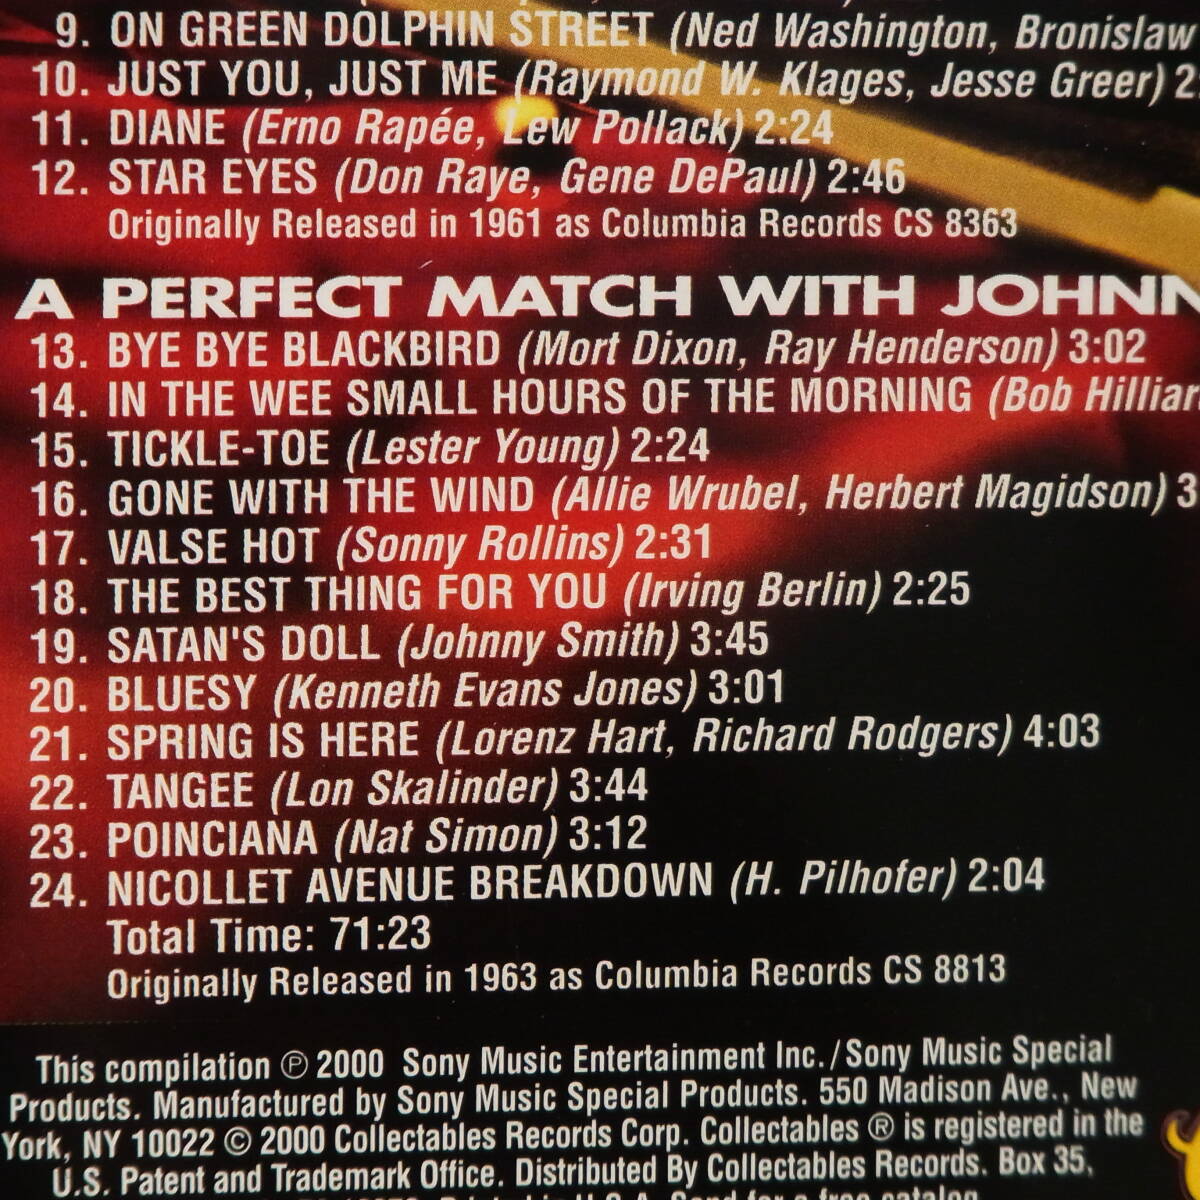 9. ON GREEN DOLPHIN STREET (Ned Washington, Bronislaw
10. JUST YOU, JUST ME (Raymond W. Klages, Jesse Greer) 2:
11. DIANE (Erno Rapée, Lew Pollack) 2:24
12. STAR EYES (Don Raye, Gene DePaul) 2:46
Originally Released in 1961 as Columbia Records CS 8363
A PERFECT MATCH WITH JOHNN
13. BYE BYE BLACKBIRD (Mort Dixon, Ray Henderson) 3:02
14. IN THE WEE SMALL HOURS OF THE MORNING (Bob Hilliar
15. TICKLE-TOE (Lester Young) 2:24
16. GONE WITH THE WIND (Allie Wrubel, Herbert Magidson) 3
17. VALSE HOT (Sonny Rollins) 2:31
18. THE BEST THING FOR YOU (Irving Berlin) 2:25
19. SATAN'S DOLL (Johnny Smith) 3:45
20. BLUESY (Kenneth Evans Jones) 3:01
21. SPRING IS HERE (Lorenz Hart, Richard Rodgers) 4:03
22. TANGEE (Lon Skalinder) 3:44
23. POINCIANA (Nat Simon) 3:12
24. NICOLLET AVENUE BREAKDOWN (H. Pilhofer) 2:04
Total Time: 71:23
Originally Released in 1963 as Columbia Records CS 8813
This compilation ℗ 2000 Sony Music Entertainment Inc./Sony Music Special
Products. Manufactured by Sony Music Special Products. 550 Madison Ave., New
York, NY 10022 © 2000 Collectables Records Corp. Collectables ® is registered in the
U.S. Patent and Trademark Office. Distributed By Collectables Records. Box 35,
Printed in U.S.A. Send for a free catalog